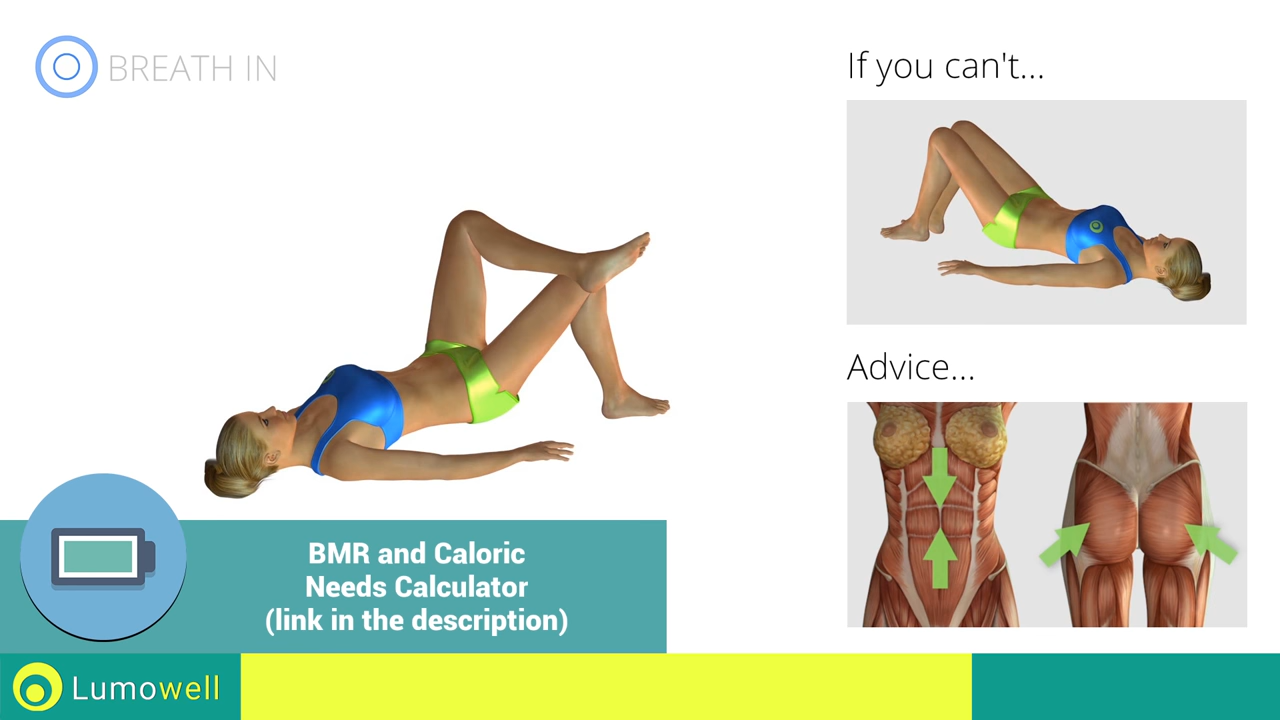 BREATH IN
If you can't...
Advice...
BMR and Caloric
Needs Calculator
(link in the description)
Lumowell